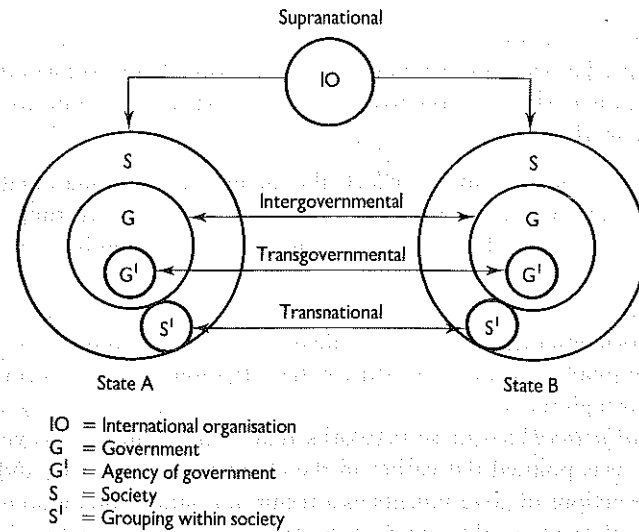 Supranational
IO
S S
Intergovernmental
G G
Transgovernmental
G¹ G¹
Transnational
S¹ S¹
State A State B
IO = International organisation
G = Government
G¹ = Agency of government
S = Society
S¹ = Grouping within society